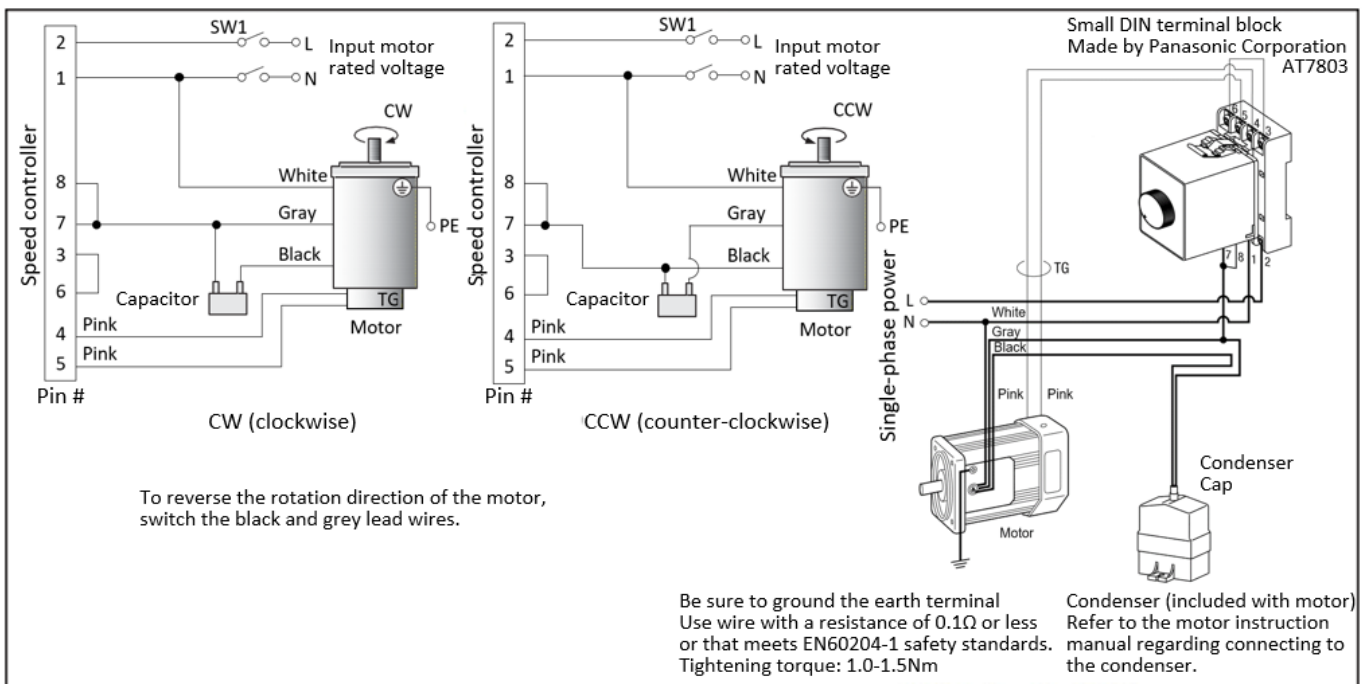 SW1
2
L
Input motor
rated voltage
1
N
CW
Speed controller
White
8
Gray
7
PE
Black
3
6
Capacitor
TG
Pink
4
Motor
Pink
5
Pin #
CW (clockwise)
SW1
2
L
Input motor
rated voltage
1
N
CCW
Speed controller
White
8
Gray
7
PE
Black
3
6
Capacitor
TG
Pink
4
Motor
Pink
5
Pin #
CCW (counter-clockwise)
To reverse the rotation direction of the motor,
switch the black and grey lead wires.
Small DIN terminal block
Made by Panasonic Corporation
AT7803
6 5 4 3
7 8 1 2
TG
Single-phase power
L
N
White
Gray
Black
Pink Pink
Motor
Condenser
Cap
Be sure to ground the earth terminal
Use wire with a resistance of 0.1Ω or less
or that meets EN60204-1 safety standards.
Tightening torque: 1.0-1.5Nm
Condenser (included with motor)
Refer to the motor instruction
manual regarding connecting to
the condenser.